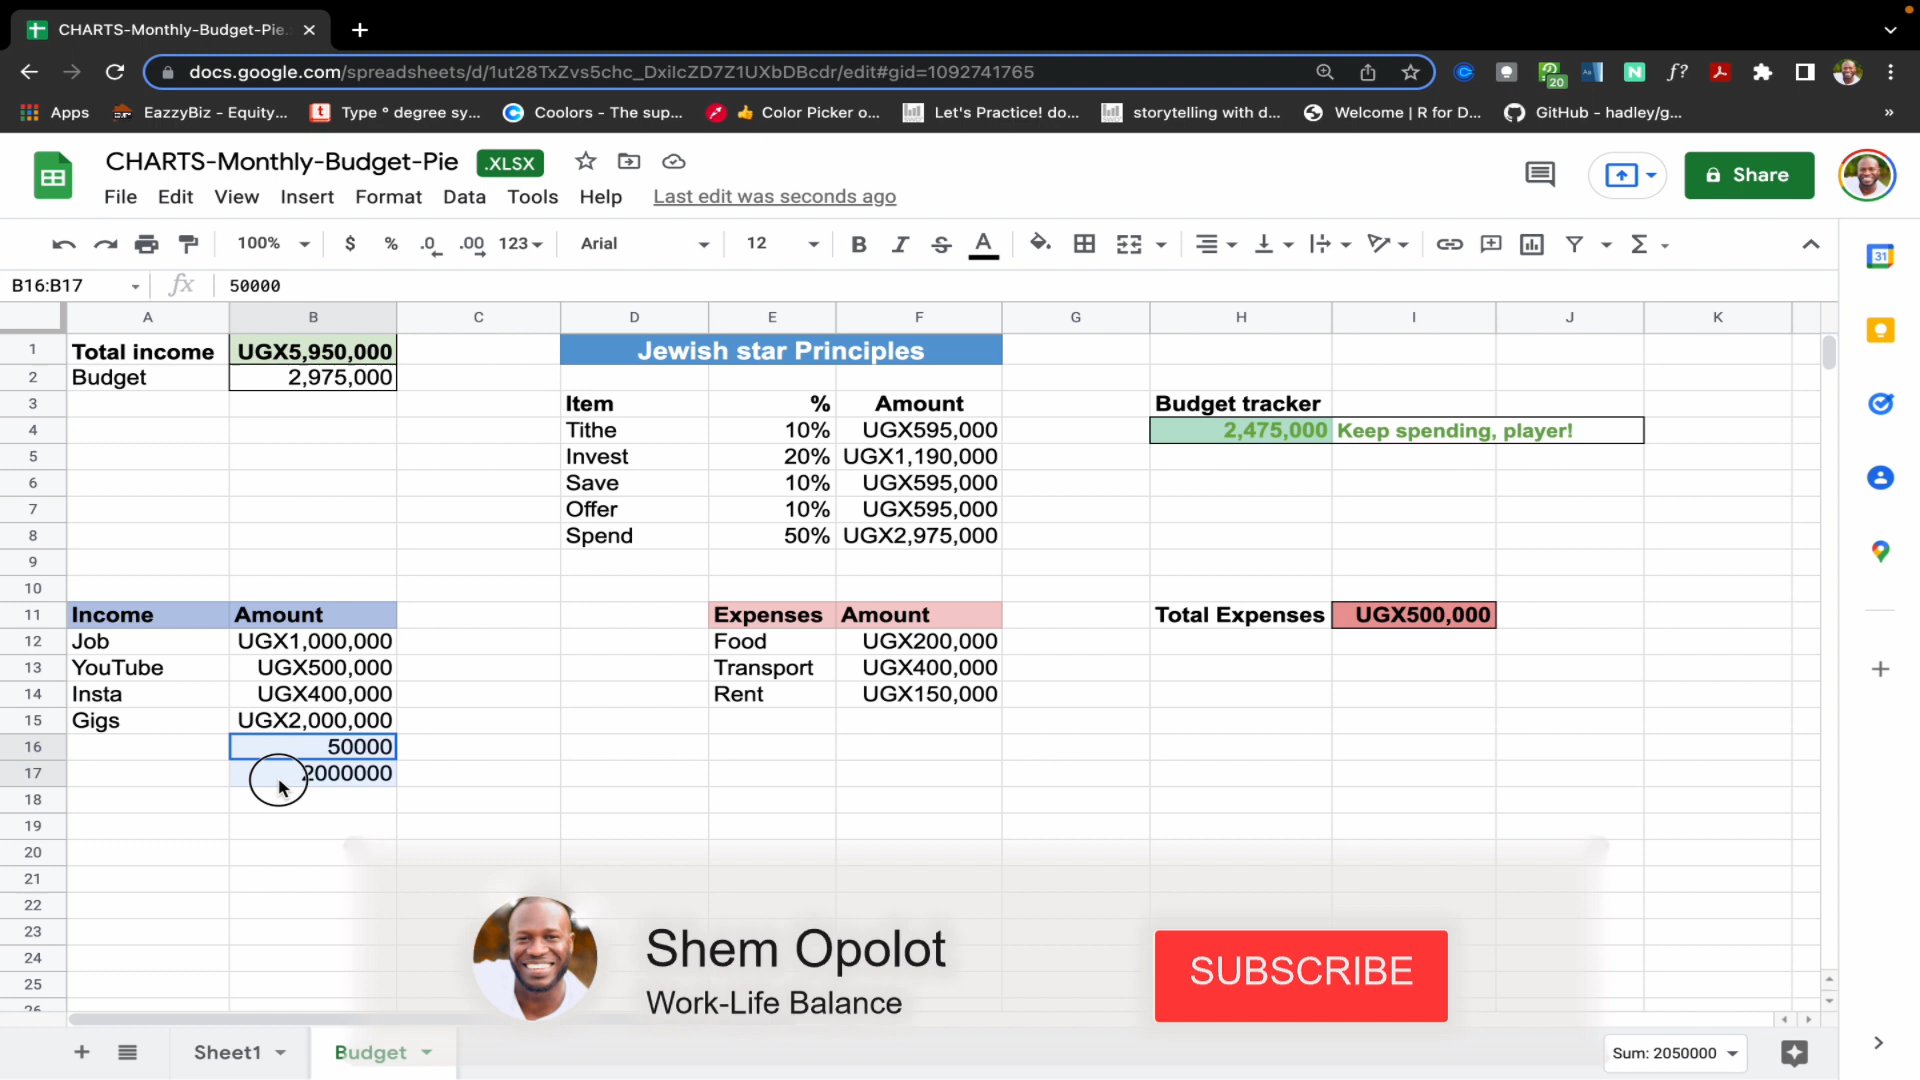 CHARTS-Monthly-Budget-Pie.
docs.google.com/spreadsheets/d/1ut28TxZvs5chc_DxiIcZD7Z1UXbDBcdr/edit#gid=1092741765
20
Apps EazzyBiz - Equity... Type ° degree sy... Coolors - The sup... 👍 Color Picker o... Let's Practice! do... storytelling with d... Welcome | R for D... GitHub - hadley/g... »
CHARTS-Monthly-Budget-Pie .XLSX
Share
File Edit View Insert Format Data Tools Help Last edit was seconds ago
100% $ % .0 .00 123 Arial 12 B I S A Σ
31
B16:B17 fx 50000
A B C D E F G H I J K
1 Total income UGX5,950,000 Jewish star Principles
2 Budget 2,975,000
3 Item % Amount Budget tracker
4 Tithe 10% UGX595,000 2,475,000 Keep spending, player!
5 Invest 20% UGX1,190,000
6 Save 10% UGX595,000
7 Offer 10% UGX595,000
8 Spend 50% UGX2,975,000
9
10
11 Income Amount Expenses Amount Total Expenses UGX500,000
12 Job UGX1,000,000 Food UGX200,000
13 YouTube UGX500,000 Transport UGX400,000
14 Insta UGX400,000 Rent UGX150,000
15 Gigs UGX2,000,000
16 50000
17 2000000
18
19
20
21
22
23
24
25
26
Shem Opolot
Work-Life Balance
SUBSCRIBE
Sheet1 Budget Sum: 2050000